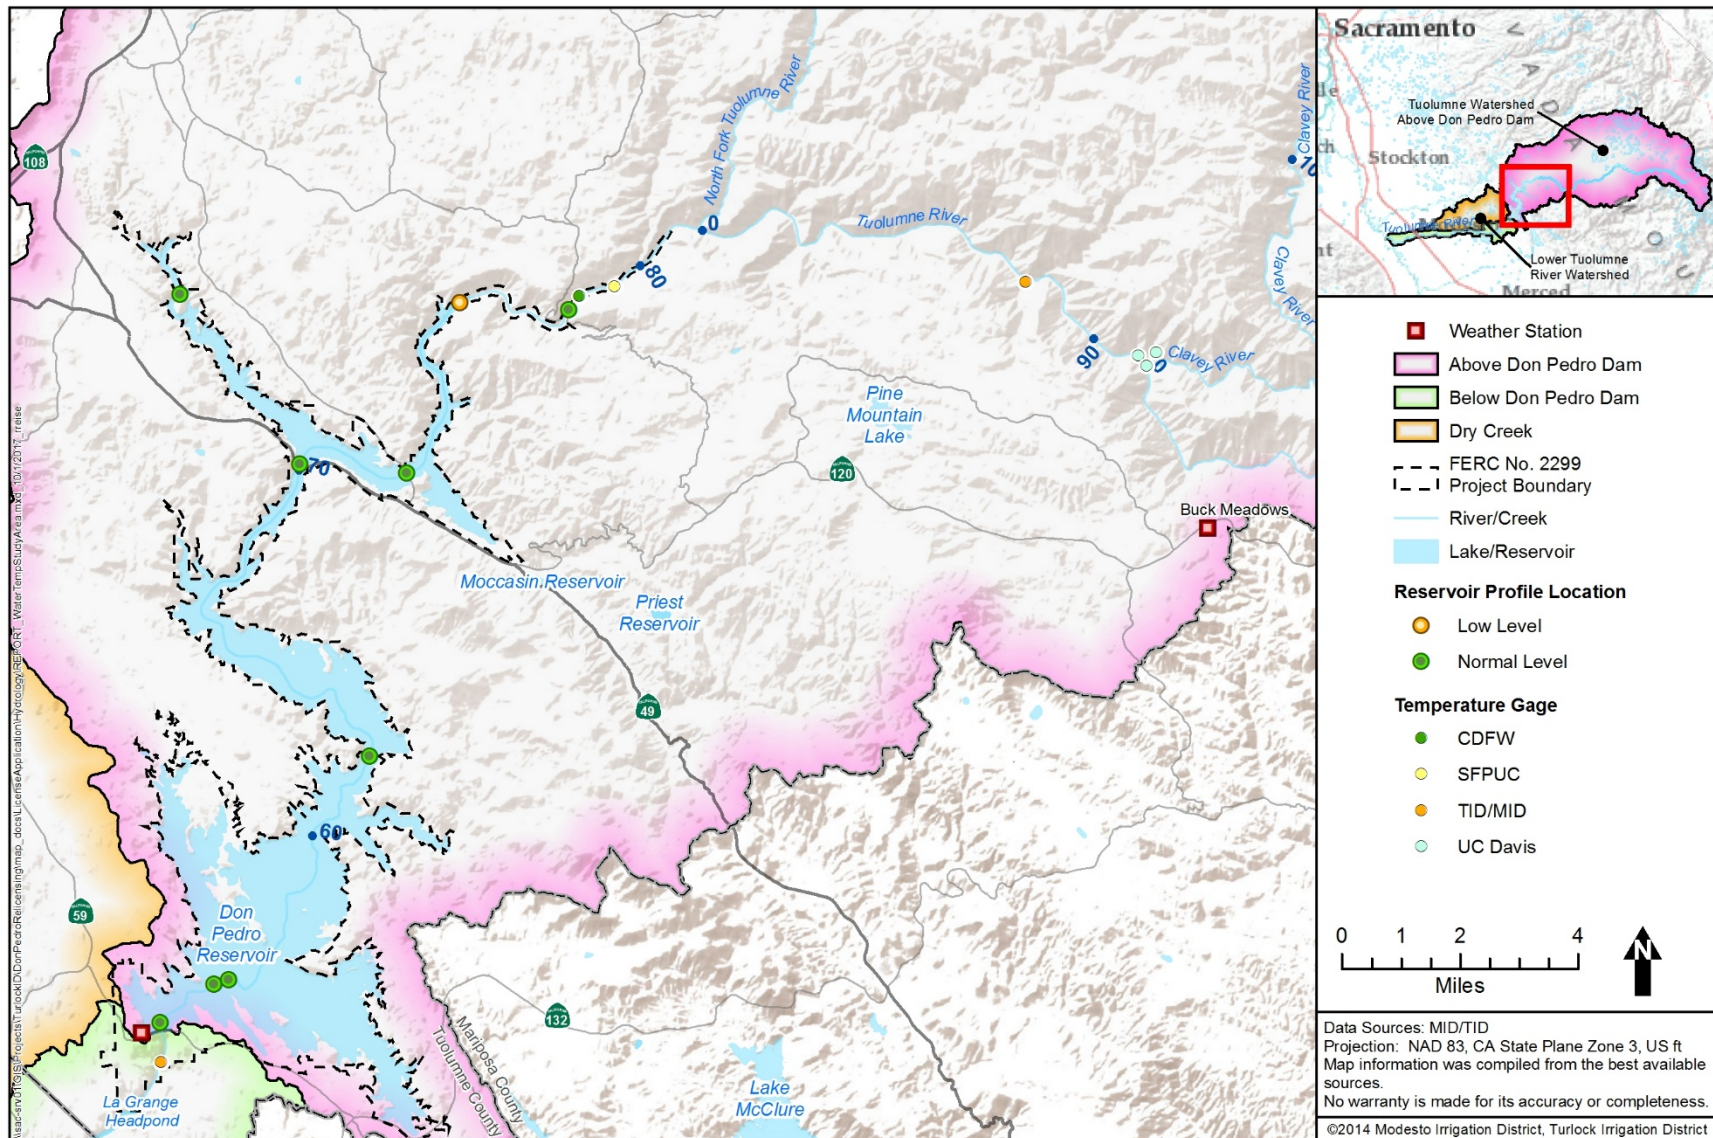 108
North Fork Tuolumne River
0
Tuolumne River
80
Clavey River
10
Clavey River
90
Clavey River
0
Pine
Mountain
Lake
120
Buck Meadows
70
Moccasin Reservoir
Priest
Reservoir
49
60
59
Don
Pedro
Reservoir
132
Mariposa County
Tuolumne County
La Grange
Headpond
Lake
McClure
Sacramento
Tuolumne Watershed
Above Don Pedro Dam
Stockton
Tuolumne River
Lower Tuolumne
River Watershed
Merced
Weather Station
Above Don Pedro Dam
Below Don Pedro Dam
Dry Creek
FERC No. 2299
Project Boundary
River/Creek
Lake/Reservoir
Reservoir Profile Location
Low Level
Normal Level
Temperature Gage
CDFW
SFPUC
TID/MID
UC Davis
0 1 2 4
Miles
N
Data Sources: MID/TID
Projection: NAD 83, CA State Plane Zone 3, US ft
Map information was compiled from the best available
sources.
No warranty is made for its accuracy or completeness.
©2014 Modesto Irrigation District, Turlock Irrigation District